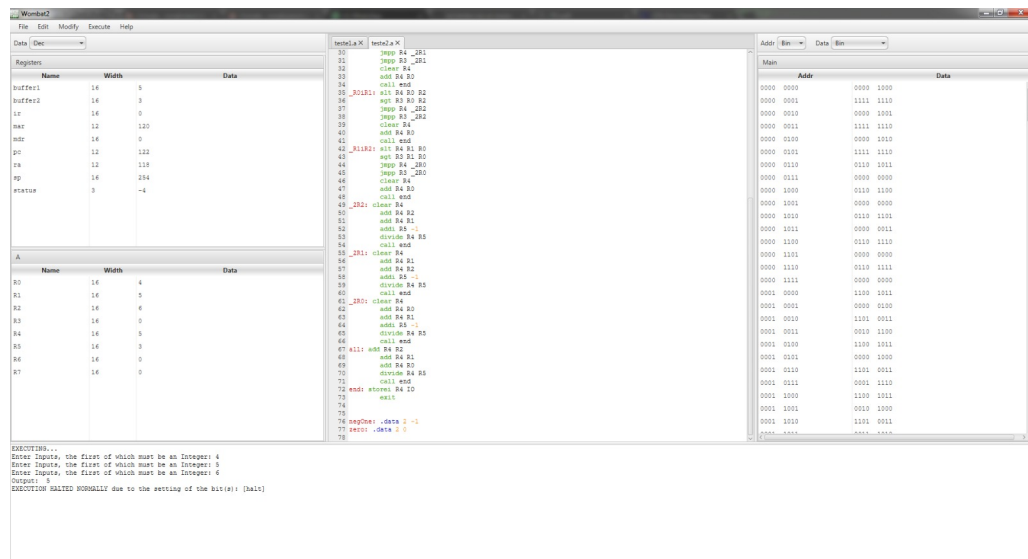 Wombat2
File Edit Modify Execute Help
Data Dec
Registers
Name Width Data
buffer1 16 5
buffer2 16 3
ir 16 0
mar 12 120
mdr 16 0
pc 12 122
ra 12 118
sp 16 254
status 3 -4
A
Name Width Data
R0 16 4
R1 16 5
R2 16 6
R3 16 0
R4 16 5
R5 16 3
R6 16 0
R7 16 0
teste1.a X teste2.a X
30 jmpp R4 _2R1
31 jmpp R3 _2R1
32 clear R4
33 add R4 R0
34 call end
35 _R0iR1: slt R4 R0 R2
36 sgt R3 R0 R2
37 jmpp R4 _2R2
38 jmpp R3 _2R2
39 clear R4
40 add R4 R0
41 call end
42 _R1iR2: slt R4 R1 R0
43 sgt R3 R1 R0
44 jmpp R4 _2R0
45 jmpp R3 _2R0
46 clear R4
47 add R4 R0
48 call end
49 _2R2: clear R4
50 add R4 R2
51 add R4 R1
52 addi R5 -1
53 divide R4 R5
54 call end
55 _2R1: clear R4
56 add R4 R1
57 add R4 R2
58 addi R5 -1
59 divide R4 R5
60 call end
61 _2R0: clear R4
62 add R4 R0
63 add R4 R1
64 addi R5 -1
65 divide R4 R5
66 call end
67 all: add R4 R2
68 add R4 R1
69 add R4 R0
70 divide R4 R5
71 call end
72 end: storei R4 IO
73 exit
74
75
76 negOne: .data 2 -1
77 zero: .data 2 0
78
Addr Bin Data Bin
Main
Addr Data
0000 0000 0000 1000
0000 0001 1111 1110
0000 0010 0000 1001
0000 0011 1111 1110
0000 0100 0000 1010
0000 0101 1111 1110
0000 0110 0110 1011
0000 0111 0000 0000
0000 1000 0110 1100
0000 1001 0000 0000
0000 1010 0110 1101
0000 1011 0000 0011
0000 1100 0110 1110
0000 1101 0000 0000
0000 1110 0110 1111
0000 1111 0000 0000
0001 0000 1100 1011
0001 0001 0000 0100
0001 0010 1101 0011
0001 0011 0010 1100
0001 0100 1100 1011
0001 0101 0000 1000
0001 0110 1101 0011
0001 0111 0001 1110
0001 1000 1100 1011
0001 1001 0010 1000
0001 1010 1101 0011
EXECUTING...
Enter Inputs, the first of which must be an Integer: 4
Enter Inputs, the first of which must be an Integer: 5
Enter Inputs, the first of which must be an Integer: 6
Output: 5
EXECUTION HALTED NORMALLY due to the setting of the bit(s): [halt]